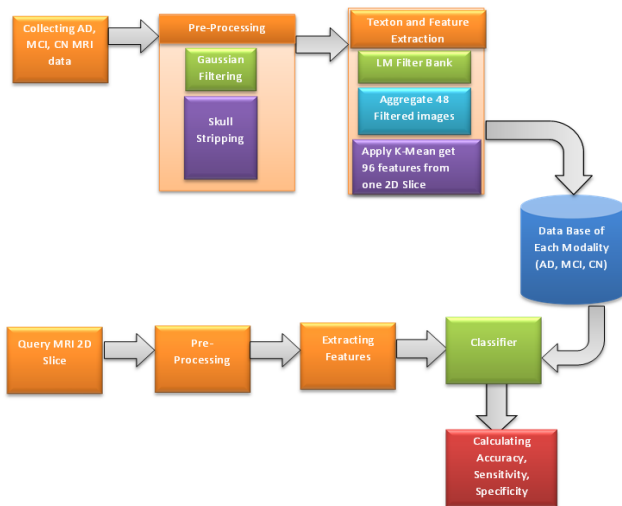 Collecting AD,
MCI, CN MRI
data
Pre-Processing
Gaussian
Filtering
Skull
Stripping
Texton and Feature
Extraction
LM Filter Bank
Aggregate 48
Filtered images
Apply K-Mean get
96 features from
one 2D Slice
Data Base of
Each Modality
(AD, MCI, CN)
Query MRI 2D
Slice
Pre-
Processing
Extracting
Features
Classifier
Calculating
Accuracy,
Sensitivity,
Specificity